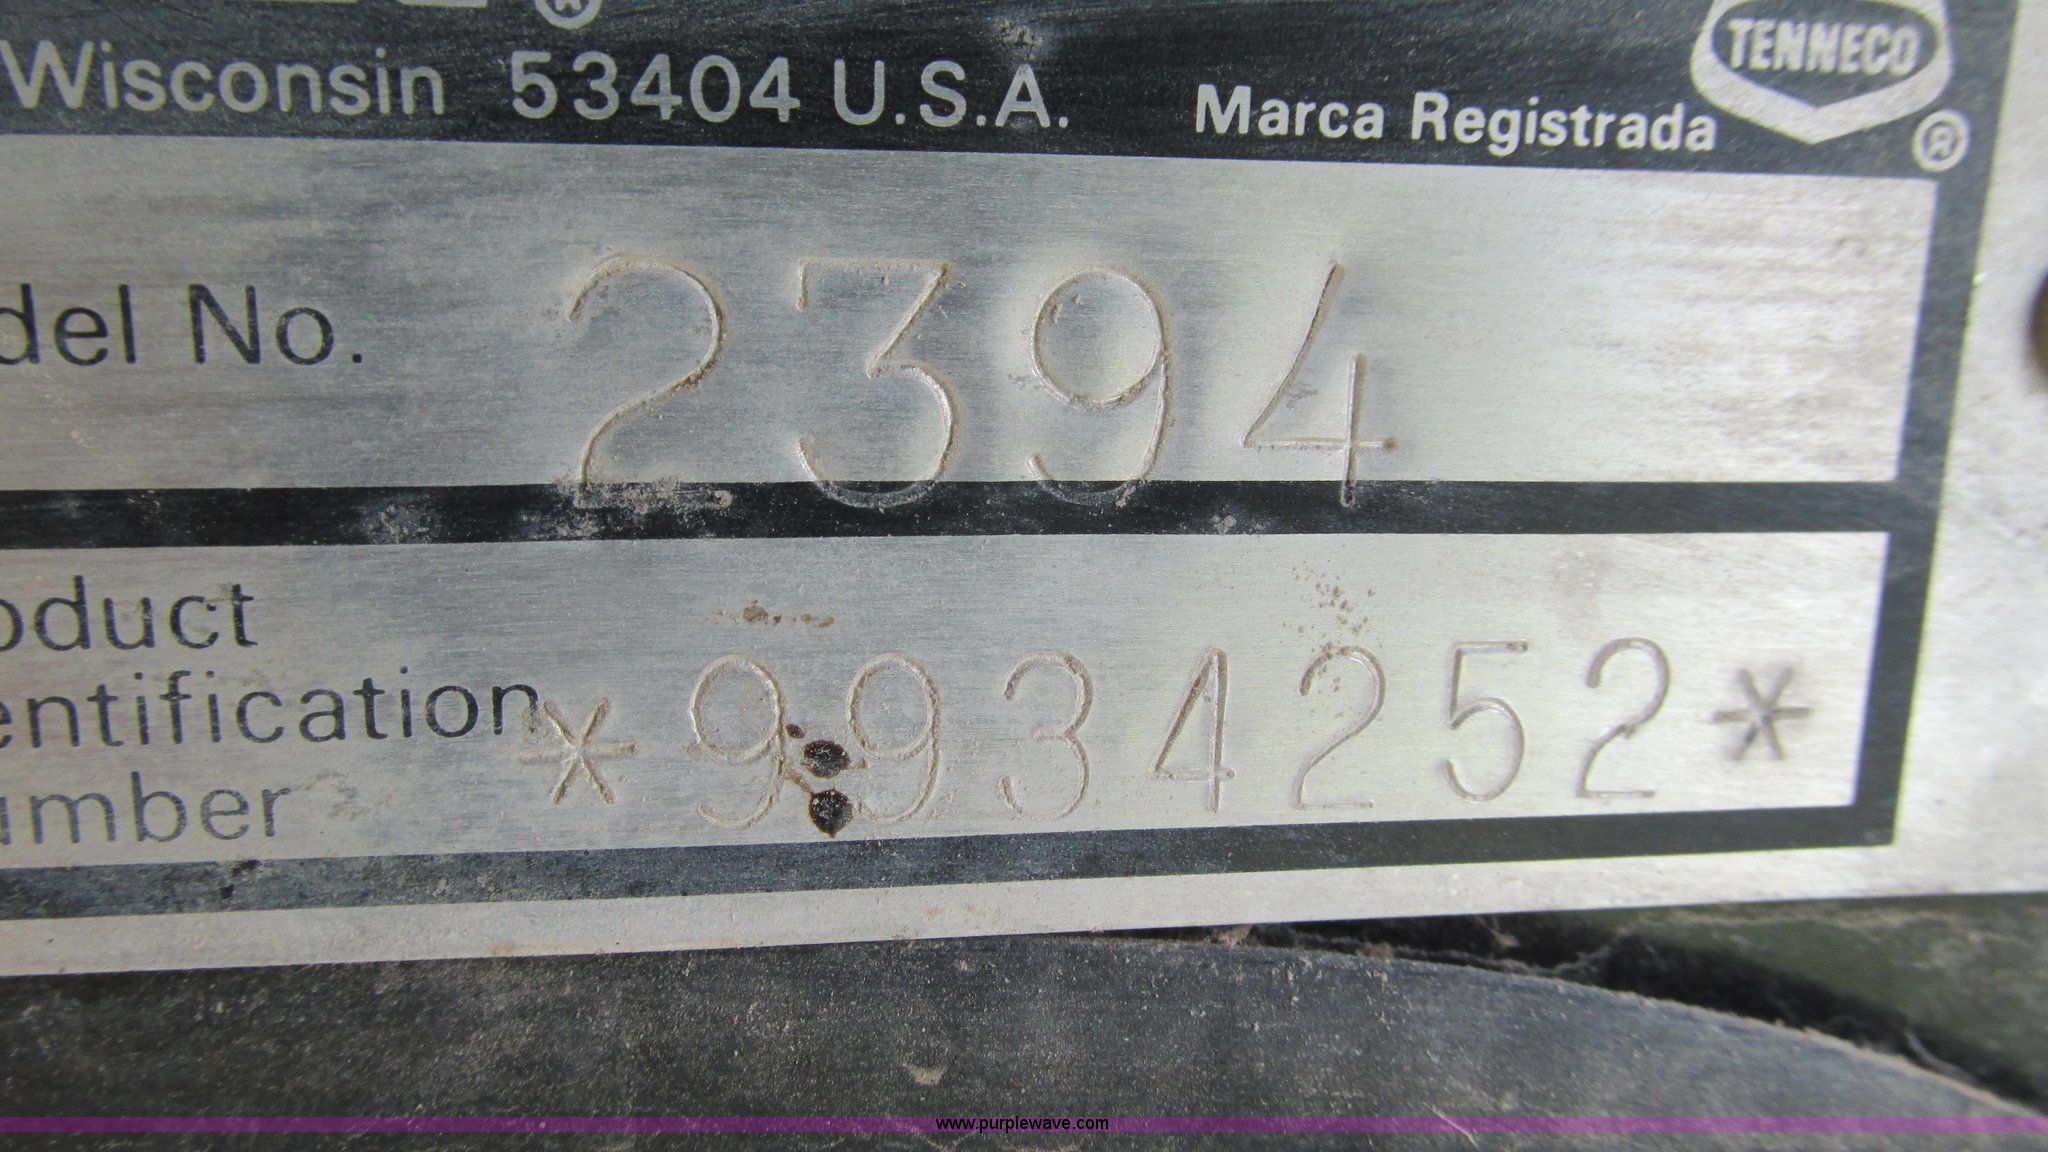 ®
Wisconsin 53404 U.S.A.
Marca Registrada
TENNECO
®
del No. 2394
oduct
entification
umber
*9934252*
www.purplewave.com